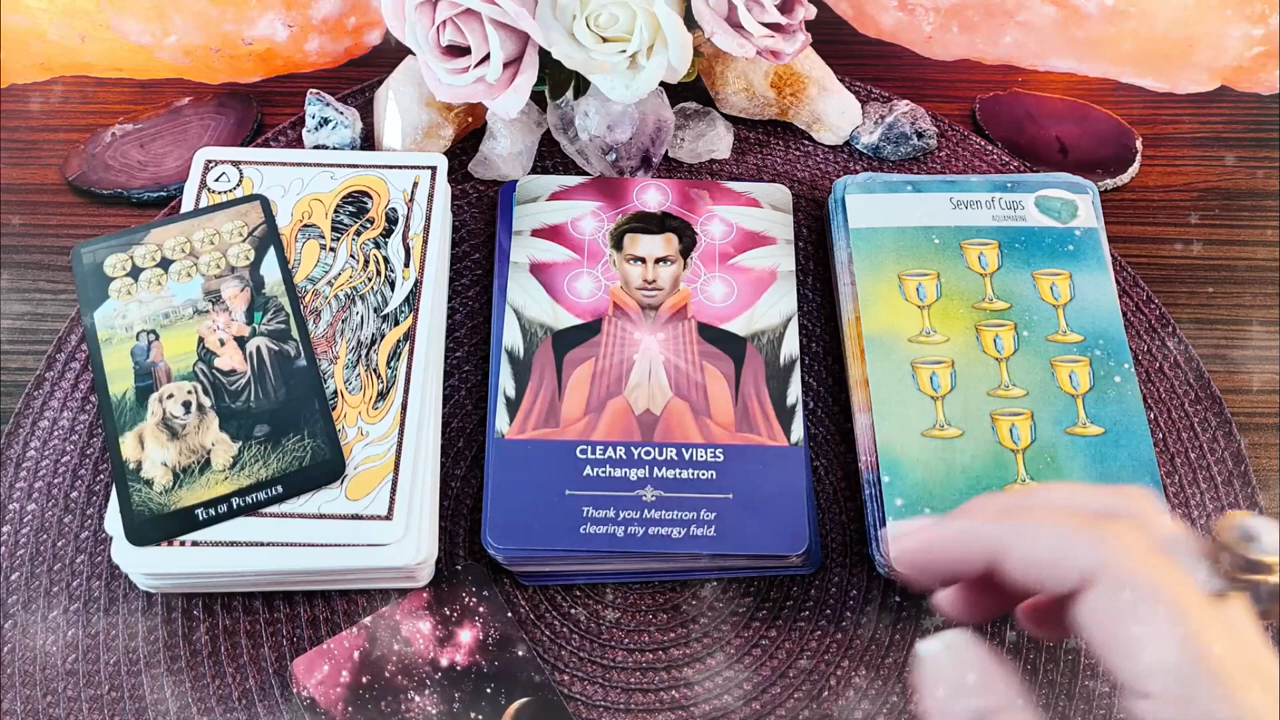 Ten of Pentacles
CLEAR YOUR VIBES
Archangel Metatron
Thank you Metatron for
clearing my energy field.
Seven of Cups
AQUAMARINE